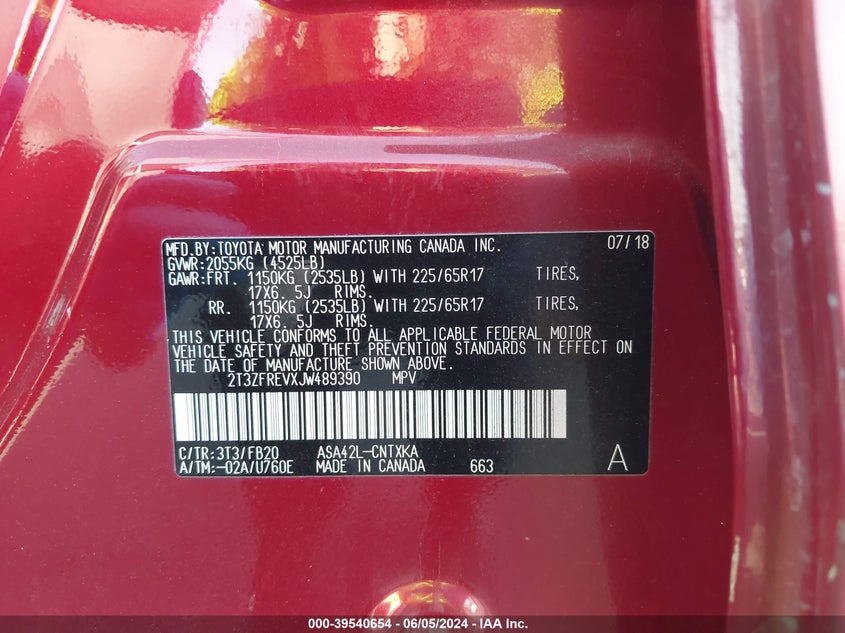 MFD.BY:TOYOTA MOTOR MANUFACTURING CANADA INC. 07/18
GVWR:2055KG (4525LB)
GAWR:FRT. 1150KG (2535LB) WITH 225/65R17 TIRES,
17X6. 5J RIMS.
RR. 1150KG (2535LB) WITH 225/65R17 TIRES,
17X6. 5J RIMS.
THIS VEHICLE CONFORMS TO ALL APPLICABLE FEDERAL MOTOR
VEHICLE SAFETY AND THEFT PREVENTION STANDARDS IN EFFECT ON
THE DATE OF MANUFACTURE SHOWN ABOVE.
2T3ZFREVXJW489390 MPV
C/TR:3T3/FB20 ASA42L-CNTXKA
A/TM:-02A/U760E MADE IN CANADA 663 A
000-39540654 - 06/05/2024 - IAA Inc.